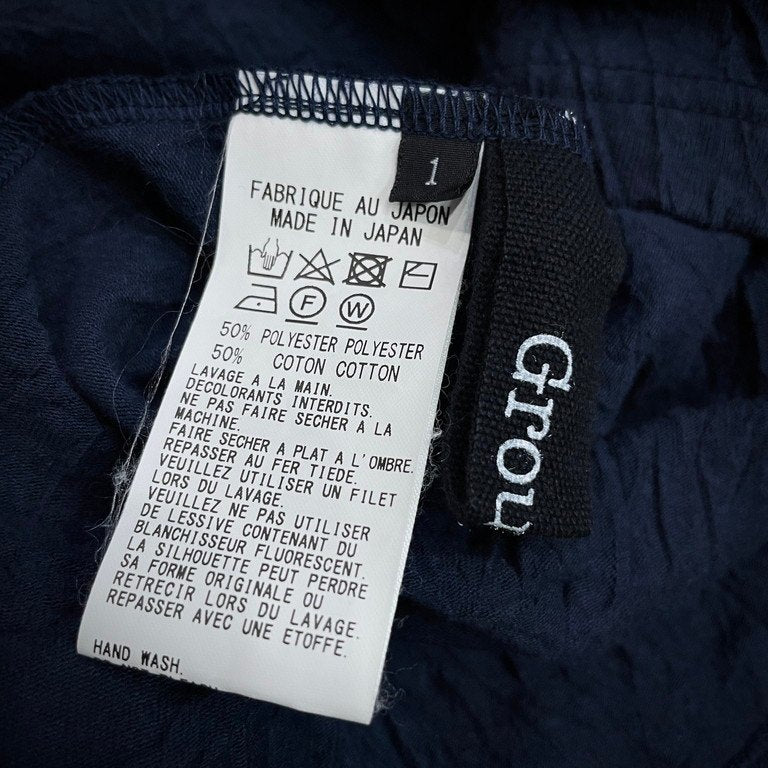 1
FABRIQUE AU JAPON
MADE IN JAPAN
F W
50% POLYESTER POLYESTER
50% COTON COTTON
LAVAGE A LA MAIN.
DECOLORANTS INTERDITS.
NE PAS FAIRE SECHER A LA
MACHINE.
FAIRE SECHER A PLAT A L'OMBRE.
REPASSER AU FER TIEDE.
VEUILLEZ UTILISER UN FILET
LORS DU LAVAGE.
VEUILLEZ NE PAS UTILISER
DE LESSIVE CONTENANT DU
BLANCHISSEUR FLUORESCENT.
LA SILHOUETTE PEUT PERDRE
SA FORME ORIGINALE OU
RETRECIR LORS DU LAVAGE.
REPASSER AVEC UNE ETOFFE.
HAND WASH.
Grou